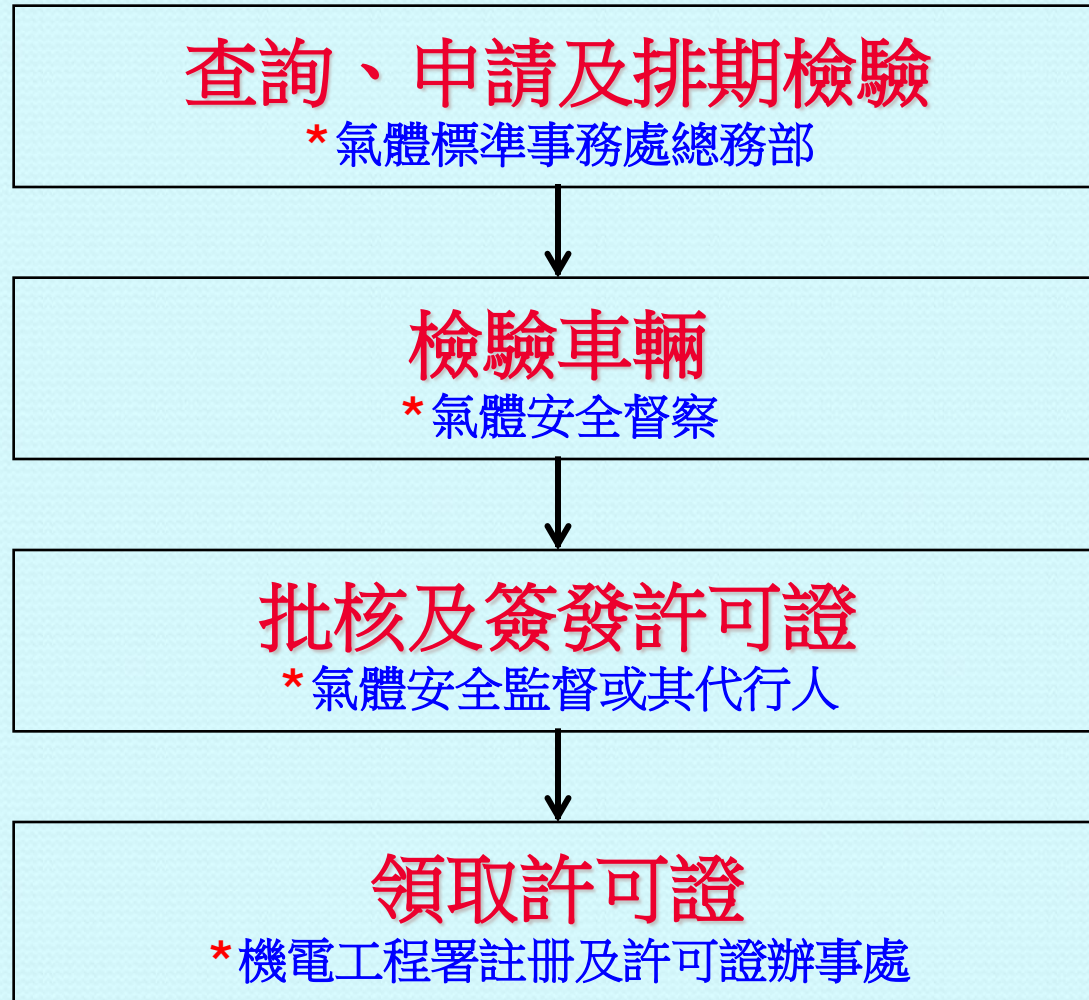 查詢、申請及排期檢驗
*氣體標準事務處總務部
檢驗車輛
*氣體安全督察
批核及簽發許可證
*氣體安全監督或其代行人
領取許可證
*機電工程署註冊及許可證辦事處